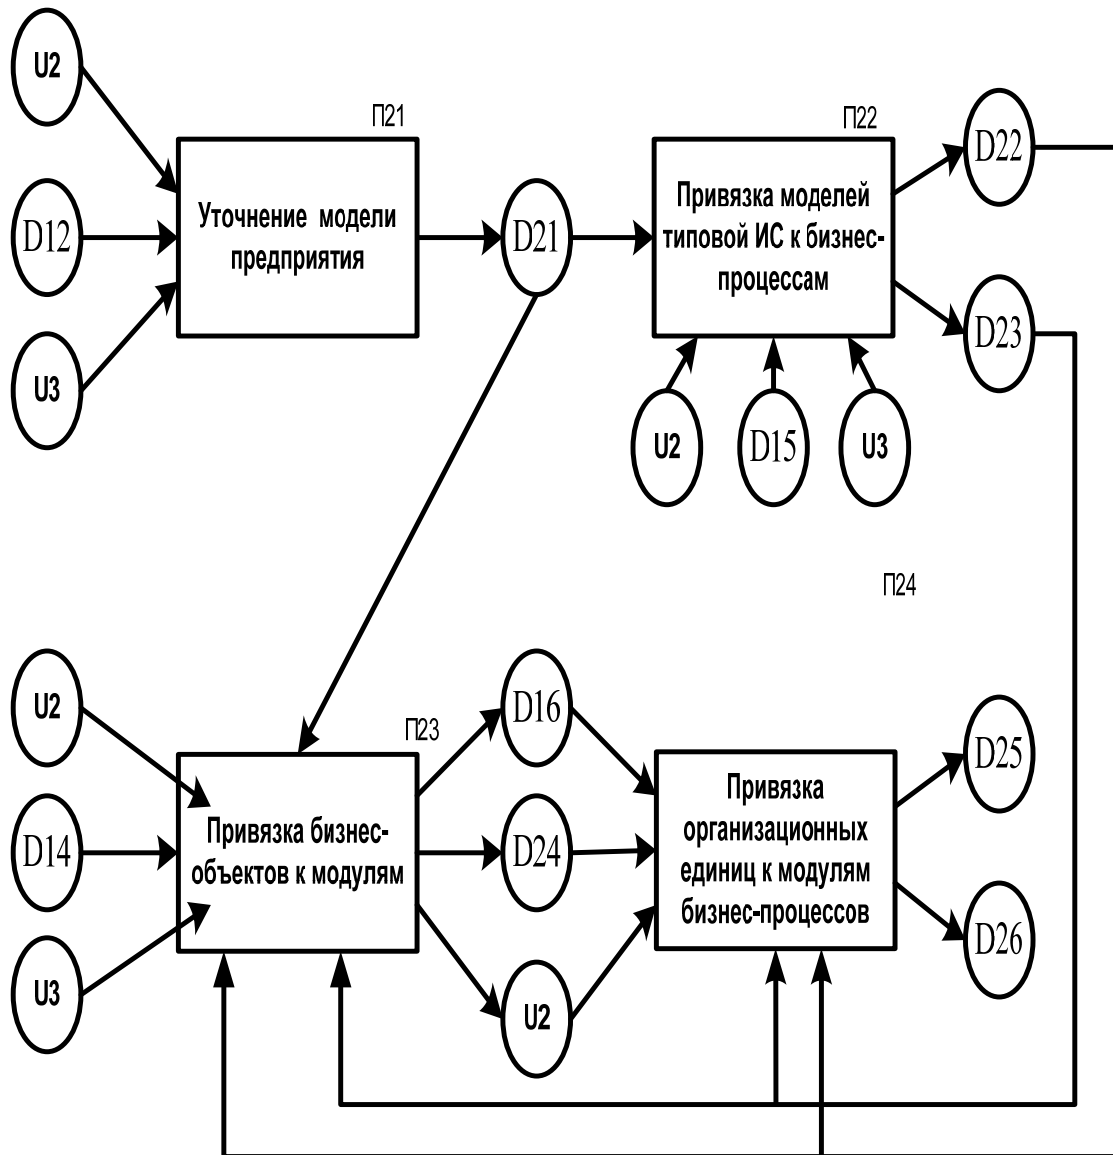 U2
П21
П22
D22
Уточнение модели
предприятия
D12
D21
Привязка моделей
типовой ИС к бизнес-
процессам
D23
U3
U2
D15
U3
П24
U2
D16
П23
D25
D14
Привязка бизнес-
объектов к модулям
D24
Привязка
организационных
единиц к модулям
бизнес-процессов
D26
U3
U2